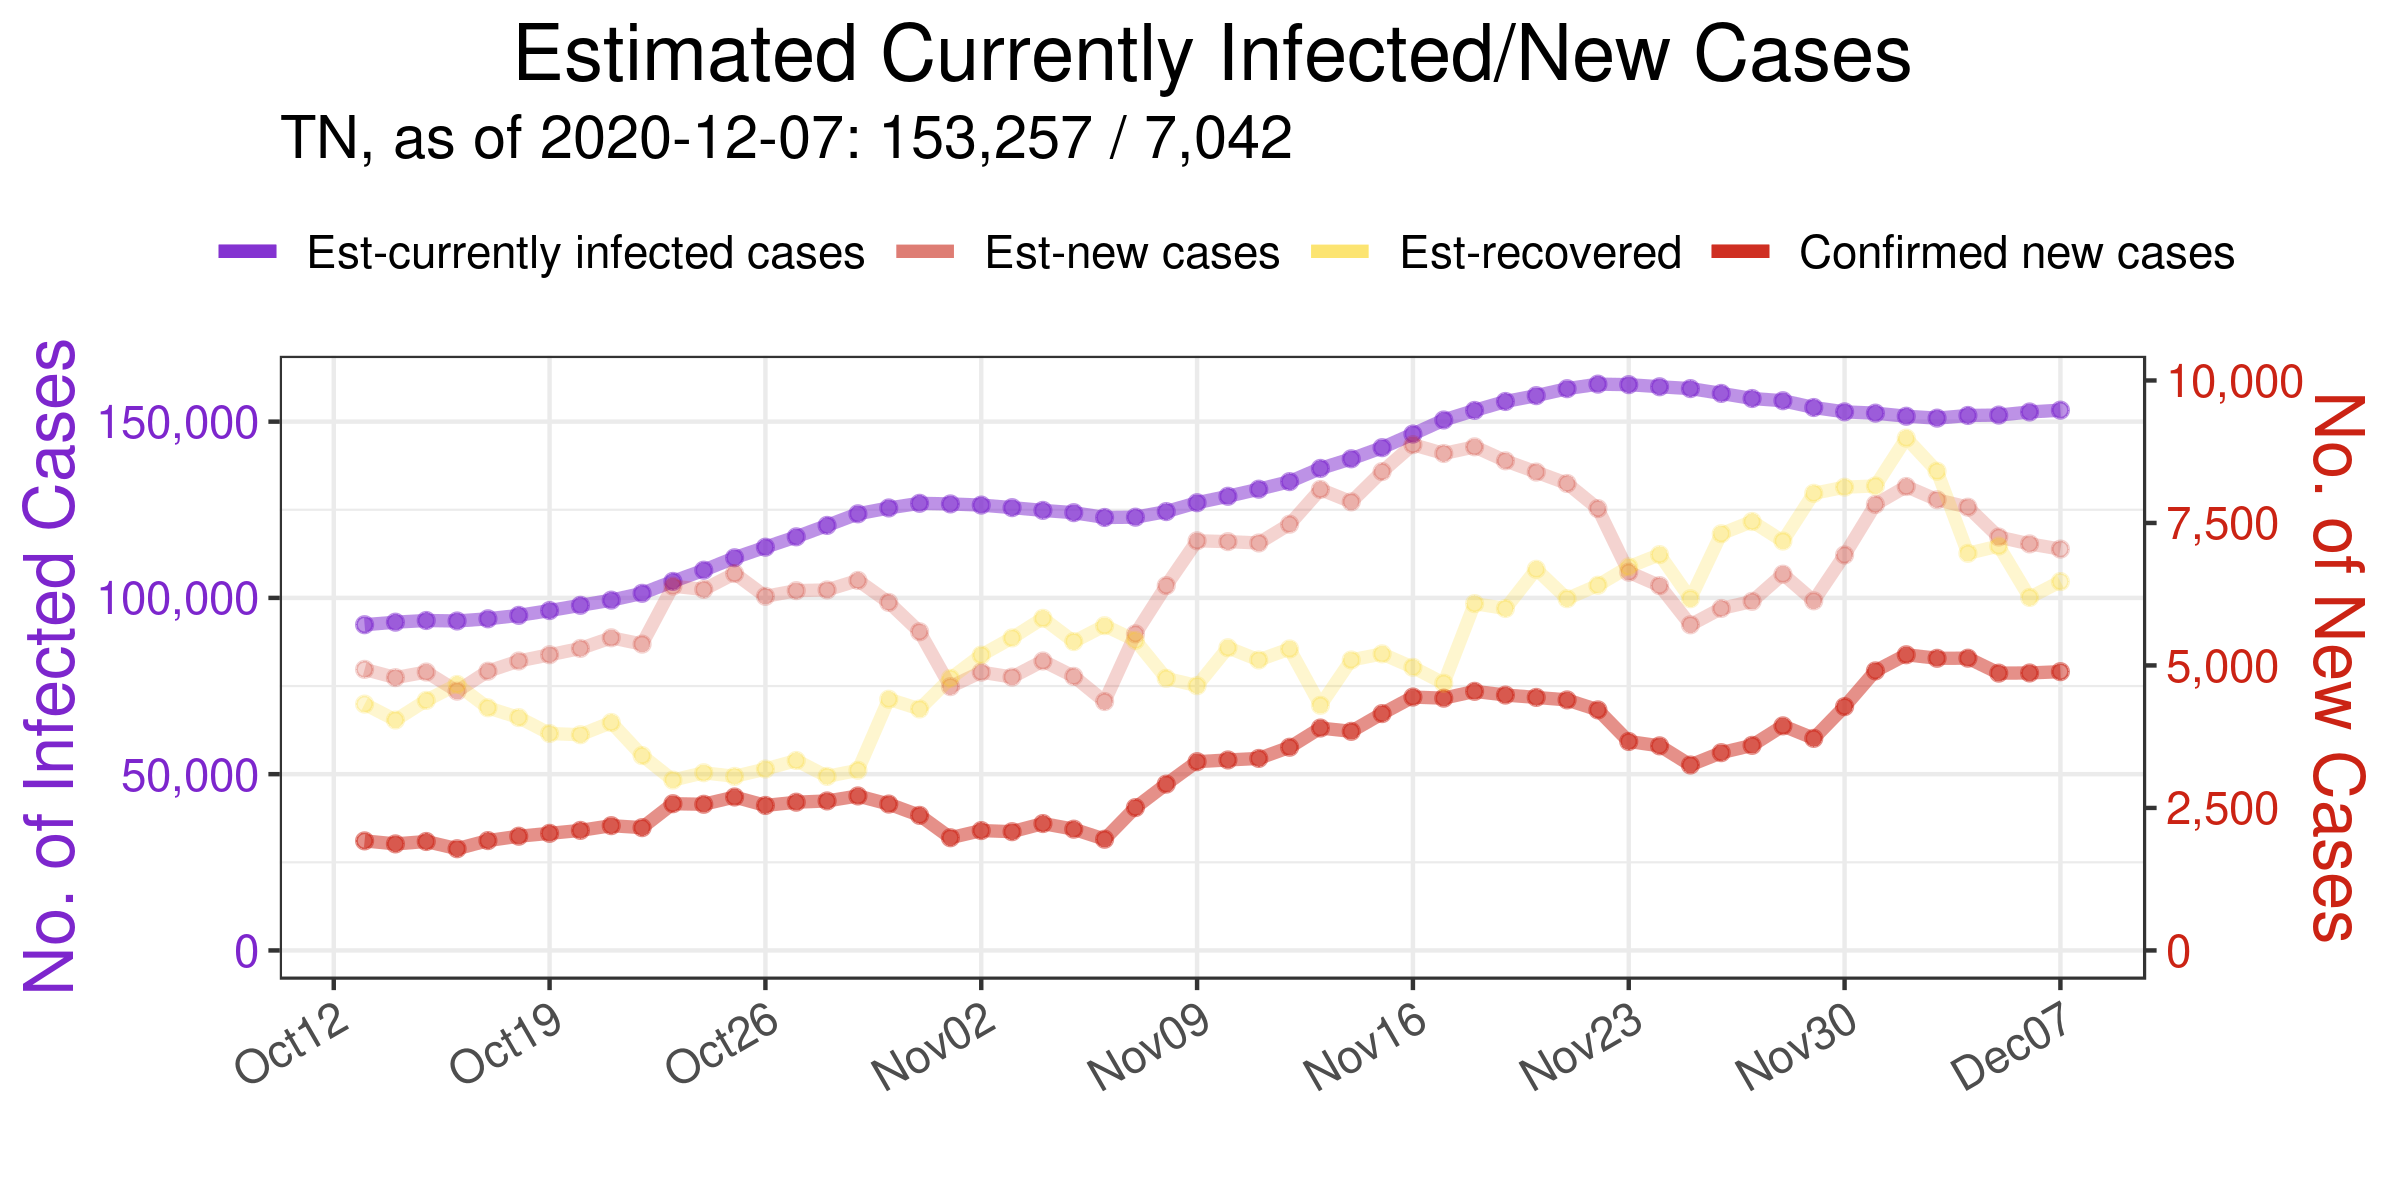 Estimated Currently Infected/New Cases
TN, as of 2020-12-07: 153,257 / 7,042
Est-currently infected cases Est-new cases Est-recovered Confirmed new cases
No. of Infected Cases
150,000
100,000
50,000
0
10,000
7,500
5,000
2,500
0
No. of New Cases
Oct12 Oct19 Oct26 Nov02 Nov09 Nov16 Nov23 Nov30 Dec07